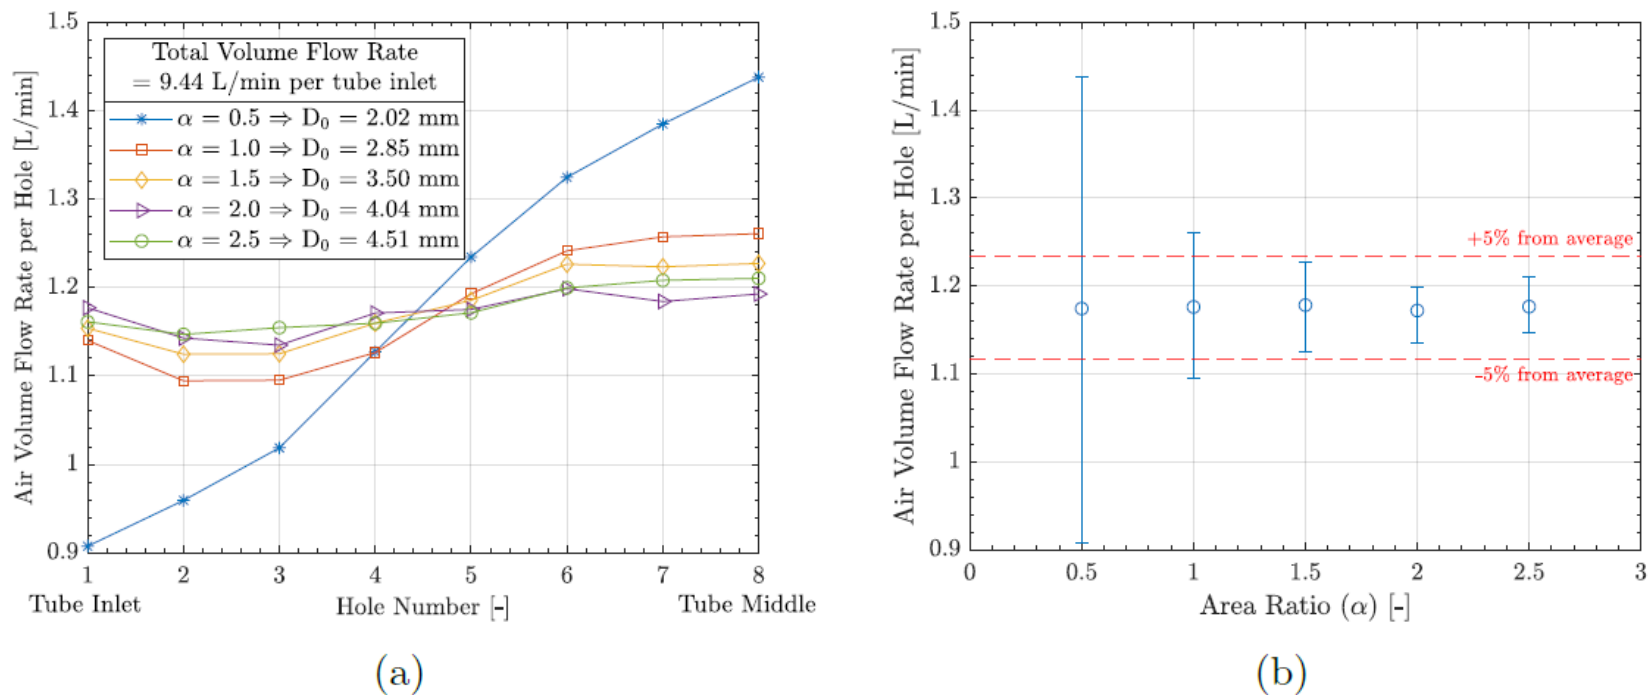 Total Volume Flow Rate
= 9.44 L/min per tube inlet
α = 0.5 ⇒ D₀ = 2.02 mm
α = 1.0 ⇒ D₀ = 2.85 mm
α = 1.5 ⇒ D₀ = 3.50 mm
α = 2.0 ⇒ D₀ = 4.04 mm
α = 2.5 ⇒ D₀ = 4.51 mm
Air Volume Flow Rate per Hole [L/min]
1.5
1.4
1.3
1.2
1.1
1
0.9
1 2 3 4 5 6 7 8
Tube Inlet Hole Number [-] Tube Middle
(a)
Air Volume Flow Rate per Hole [L/min]
1.5
1.4
1.3
1.2
1.1
1
0.9
+5% from average
-5% from average
0 0.5 1 1.5 2 2.5 3
Area Ratio (α) [-]
(b)